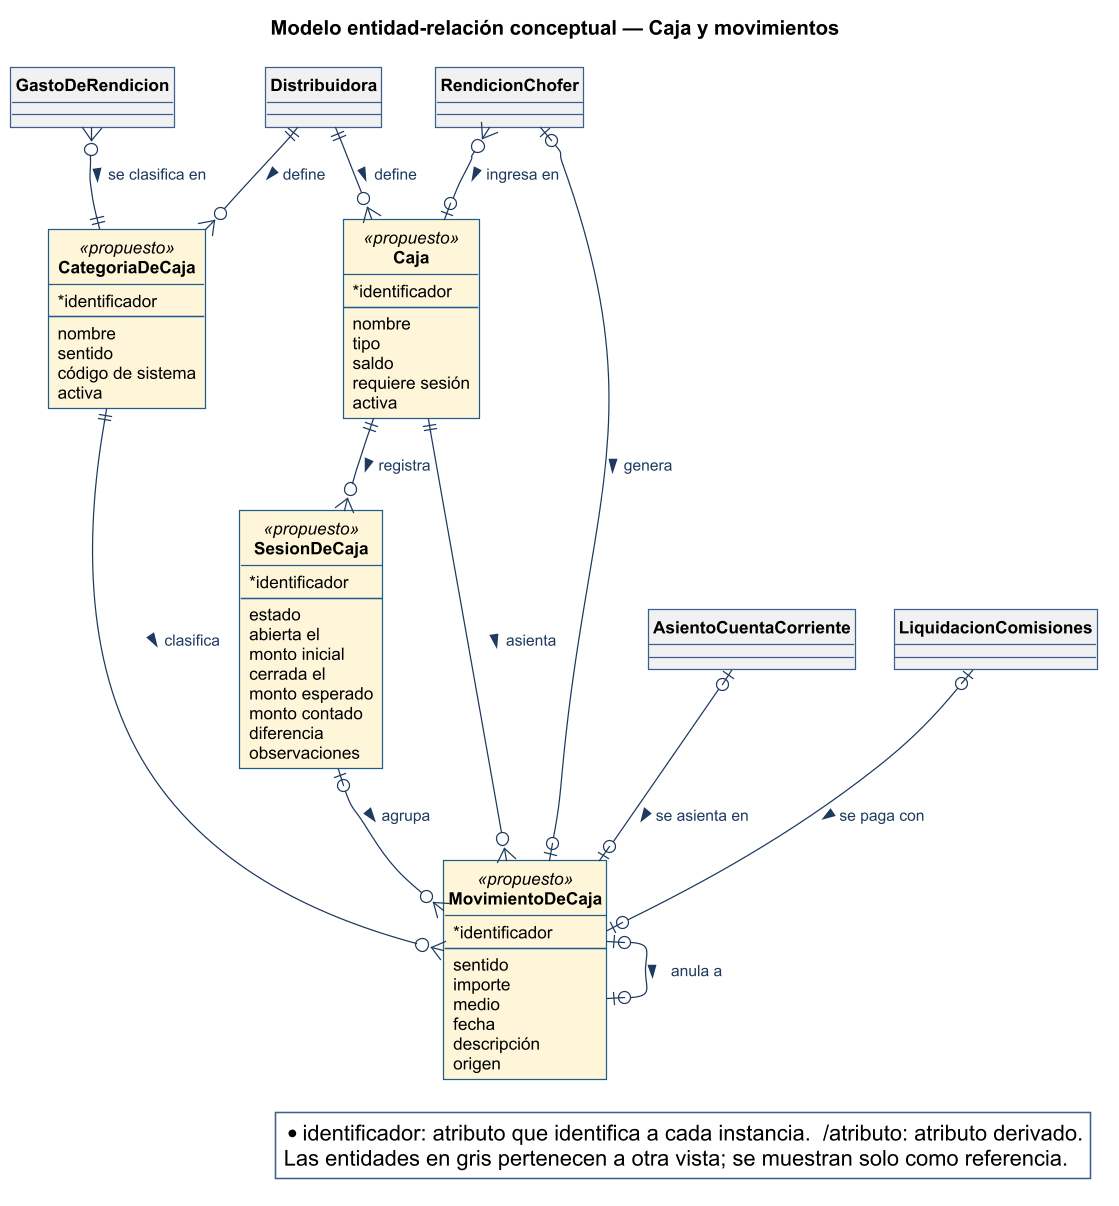 Modelo entidad-relación conceptual — Caja y movimientos
GastoDeRendicion
Distribuidora
RendicionChofer
se clasifica en
define
define
ingresa en
«propuesto»
CategoriaDeCaja
*identificador
nombre
sentido
código de sistema
activa
«propuesto»
Caja
*identificador
nombre
tipo
saldo
requiere sesión
activa
registra
genera
«propuesto»
SesionDeCaja
*identificador
estado
abierta el
monto inicial
cerrada el
monto esperado
monto contado
diferencia
observaciones
clasifica
asienta
AsientoCuentaCorriente
LiquidacionComisiones
agrupa
se asienta en
se paga con
«propuesto»
MovimientoDeCaja
*identificador
sentido
importe
medio
fecha
descripción
origen
anula a
• identificador: atributo que identifica a cada instancia.  /atributo: atributo derivado.
Las entidades en gris pertenecen a otra vista; se muestran solo como referencia.